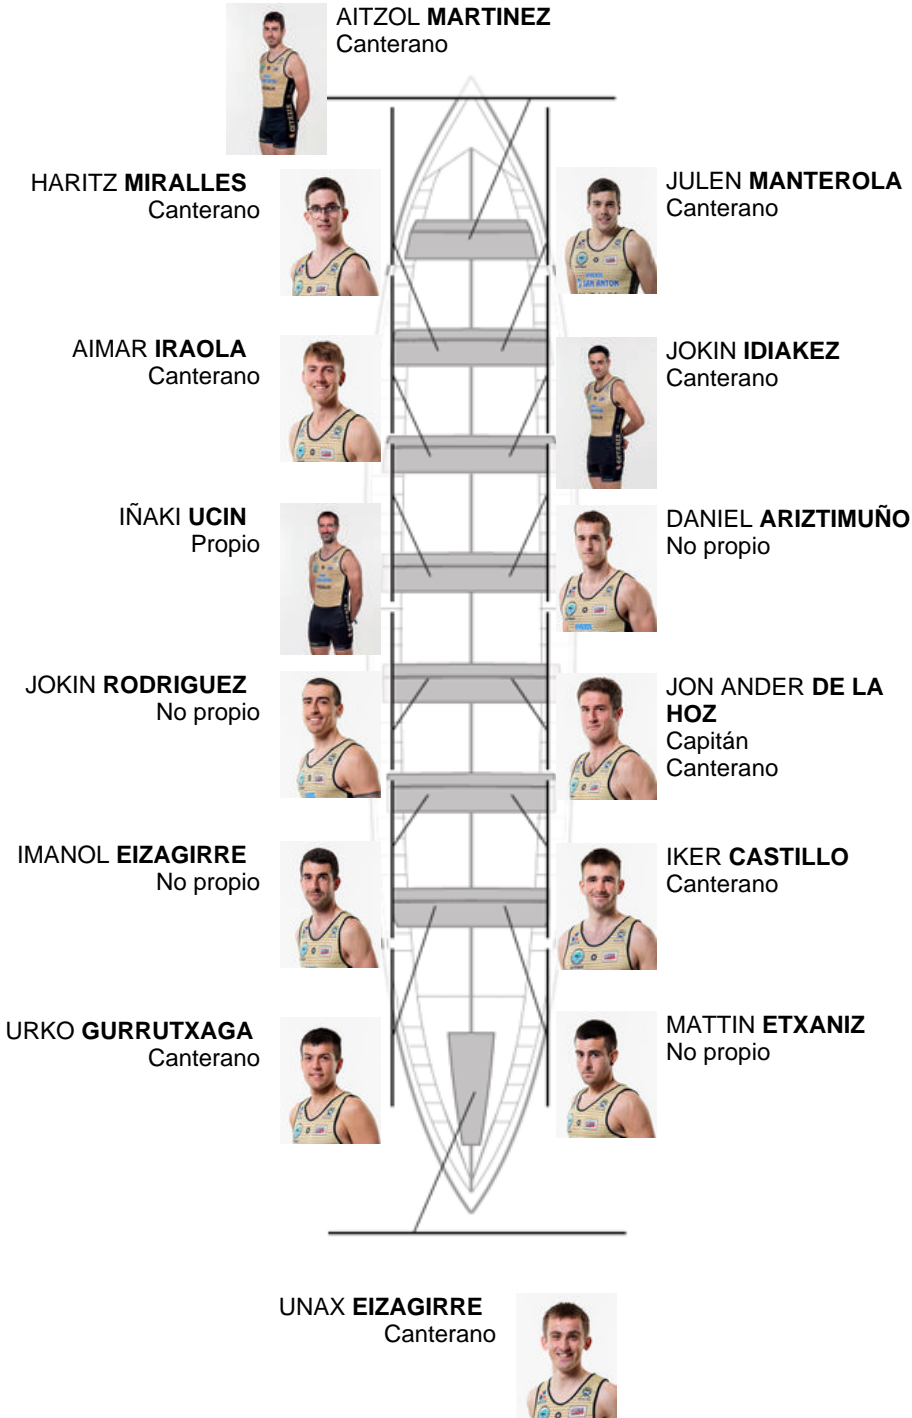 AITZOL MARTINEZ
Canterano
HARITZ MIRALLES
Canterano
JULEN MANTEROLA
Canterano
AIMAR IRAOLA
Canterano
JOKIN IDIAKEZ
Canterano
IÑAKI UCIN
Propio
DANIEL ARIZTIMUÑO
No propio
JOKIN RODRIGUEZ
No propio
JON ANDER DE LA
HOZ
Capitán
Canterano
IMANOL EIZAGIRRE
No propio
IKER CASTILLO
Canterano
URKO GURRUTXAGA
Canterano
MATTIN ETXANIZ
No propio
UNAX EIZAGIRRE
Canterano
SAN ANTON